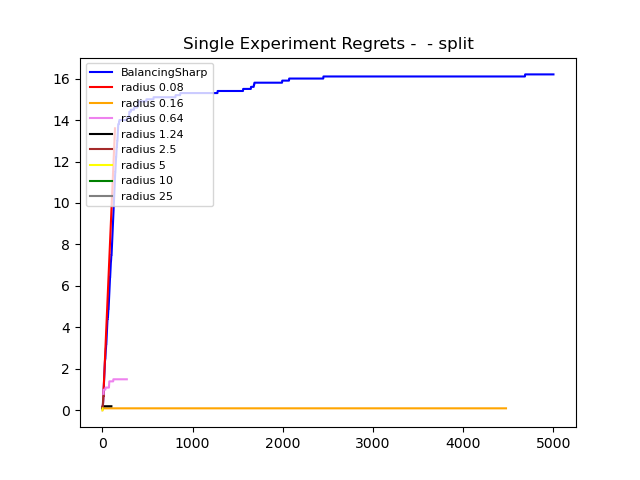 Single Experiment Regrets -  - split
BalancingSharp
radius 0.08
radius 0.16
radius 0.64
radius 1.24
radius 2.5
radius 5
radius 10
radius 25
16
14
12
10
8
6
4
2
0
0 1000 2000 3000 4000 5000